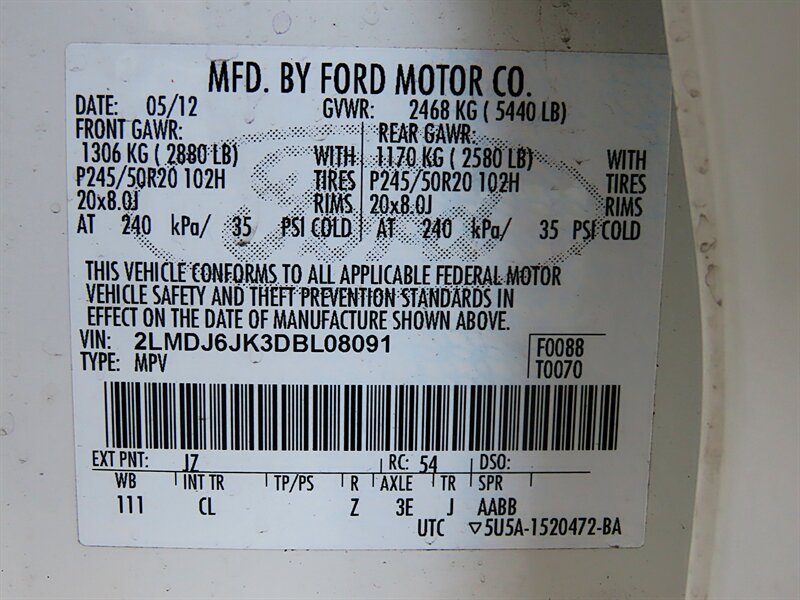 MFD. BY FORD MOTOR CO.
DATE: 05/12 GVWR: 2468 KG ( 5440 LB)
FRONT GAWR: REAR GAWR:
1306 KG ( 2880 LB) WITH 1170 KG ( 2580 LB) WITH
P245/50R20 102H TIRES P245/50R20 102H TIRES
20x8.0J RIMS 20x8.0J RIMS
AT 240 kPa/ 35 PSI COLD AT 240 kPa/ 35 PSI COLD
THIS VEHICLE CONFORMS TO ALL APPLICABLE FEDERAL MOTOR
VEHICLE SAFETY AND THEFT PREVENTION STANDARDS IN
EFFECT ON THE DATE OF MANUFACTURE SHOWN ABOVE.
VIN: 2LMDJ6JK3DBL08091 F0088
TYPE: MPV T0070
EXT PNT: JZ RC: 54 DSO:
WB INT TR TP/PS R AXLE TR SPR
111 CL Z 3E J AABB
UTC ▽5U5A-1520472-BA